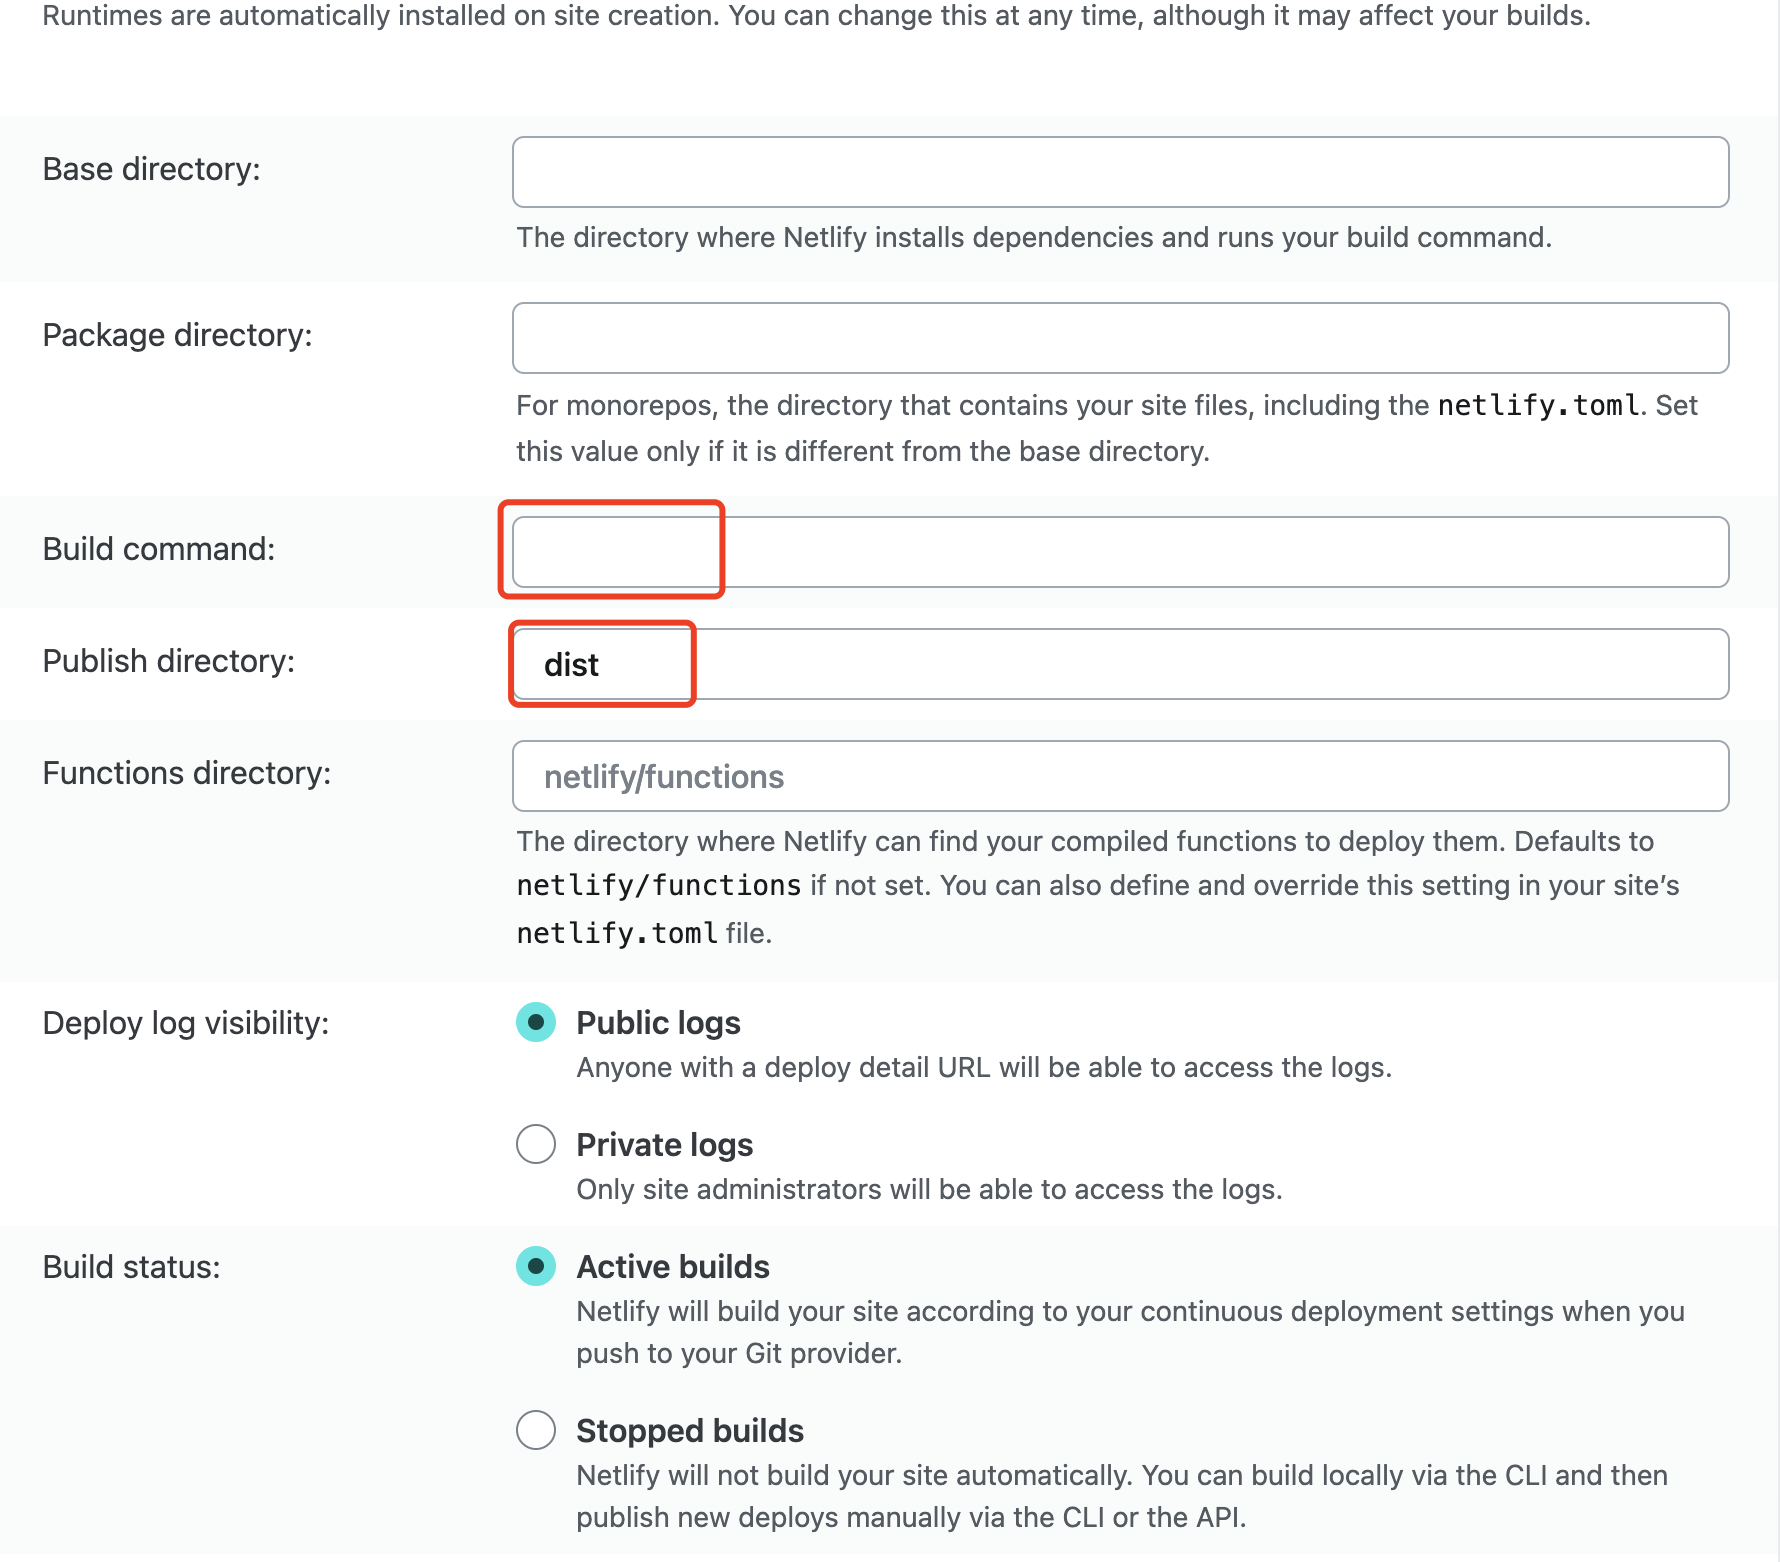 Runtimes are automatically installed on site creation. You can change this at any time, although it may affect your builds.
Base directory:
The directory where Netlify installs dependencies and runs your build command.
Package directory:
For monorepos, the directory that contains your site files, including the netlify.toml. Set
this value only if it is different from the base directory.
Build command:
Publish directory:
dist
Functions directory:
netlify/functions
The directory where Netlify can find your compiled functions to deploy them. Defaults to
netlify/functions if not set. You can also define and override this setting in your site’s
netlify.toml file.
Deploy log visibility:
Public logs
Anyone with a deploy detail URL will be able to access the logs.
Private logs
Only site administrators will be able to access the logs.
Build status:
Active builds
Netlify will build your site according to your continuous deployment settings when you
push to your Git provider.
Stopped builds
Netlify will not build your site automatically. You can build locally via the CLI and then
publish new deploys manually via the CLI or the API.